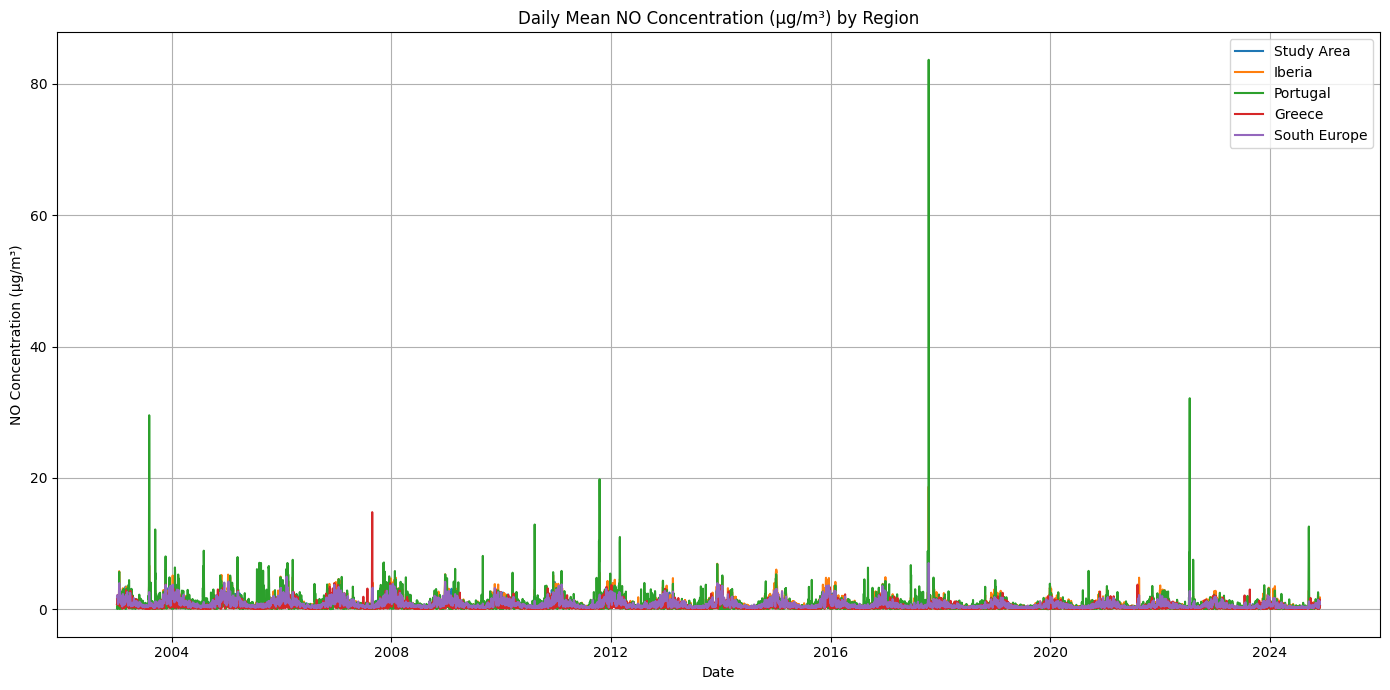 Daily Mean NO Concentration (µg/m³) by Region
Study Area
Iberia
Portugal
Greece
South Europe
NO Concentration (µg/m³)
80
60
40
20
0
2004 2008 2012 2016 2020 2024
Date